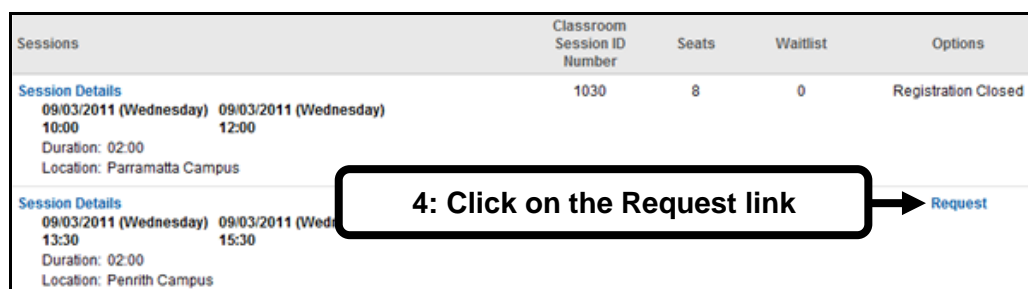 Sessions
Classroom
Session ID
Number
Seats
Waitlist
Options
Session Details
09/03/2011 (Wednesday) 09/03/2011 (Wednesday)
10:00 12:00
Duration: 02:00
Location: Parramatta Campus
1030
8
0
Registration Closed
Session Details
09/03/2011 (Wednesday) 09/03/2011
13:30 15:30
Duration: 02:00
Location: Penrith Campus
4: Click on the Request link
Request